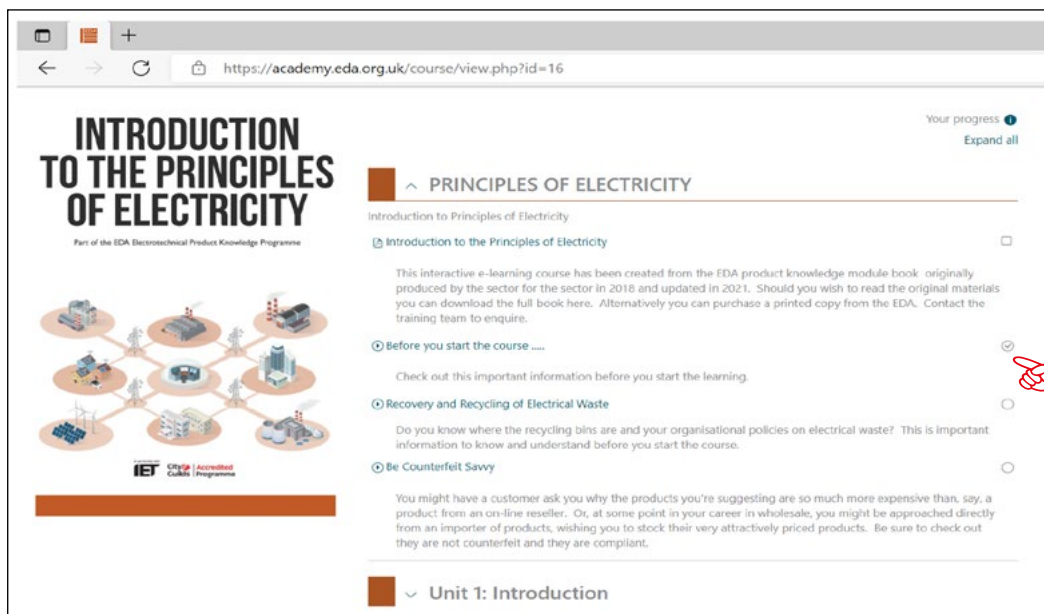 https://academy.eda.org.uk/course/view.php?id=16
INTRODUCTION
TO THE PRINCIPLES
OF ELECTRICITY
Part of the EDA Electrotechnical Product Knowledge Programme
IET
City& Guilds
Accredited
Programme
Your progress
Expand all
PRINCIPLES OF ELECTRICITY
Introduction to Principles of Electricity
Introduction to the Principles of Electricity
This interactive e-learning course has been created from the EDA product knowledge module book originally
produced by the sector for the sector in 2018 and updated in 2021. Should you wish to read the original materials
you can download the full book here. Alternatively you can purchase a printed copy from the EDA. Contact the
training team to enquire.
Before you start the course .....
Check out this important information before you start the learning.
Recovery and Recycling of Electrical Waste
Do you know where the recycling bins are and your organisational policies on electrical waste? This is important
information to know and understand before you start the course.
Be Counterfeit Savvy
You might have a customer ask you why the products you're suggesting are so much more expensive than, say, a
product from an on-line reseller. Or, at some point in your career in wholesale, you might be approached directly
from an importer of products, wishing you to stock their very attractively priced products. Be sure to check out
they are not counterfeit and they are compliant.
Unit 1: Introduction